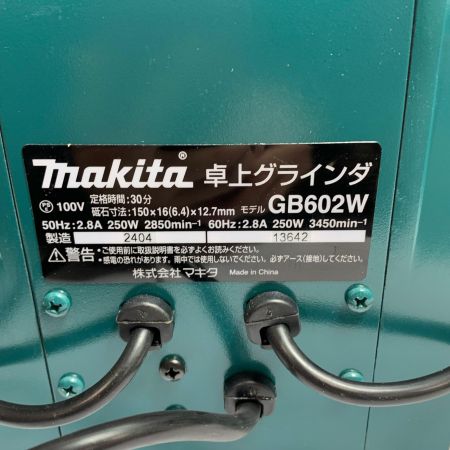 makita® 卓上グラインダ
PSE 100V 定格時間:30分
砥石寸法:150×16(6.4)×12.7mm モデル GB602W
50Hz:2.8A 250W 2850min⁻¹ 60Hz:2.8A 250W 3450min⁻¹
製造 2404 13642
⚠警告 ・使用前に取扱説明書を必ずよくお読みください。
・感電の恐れがあります。雨中では使用しないでください。必ずアース(接地)してください。
株式会社マキタ Made in China